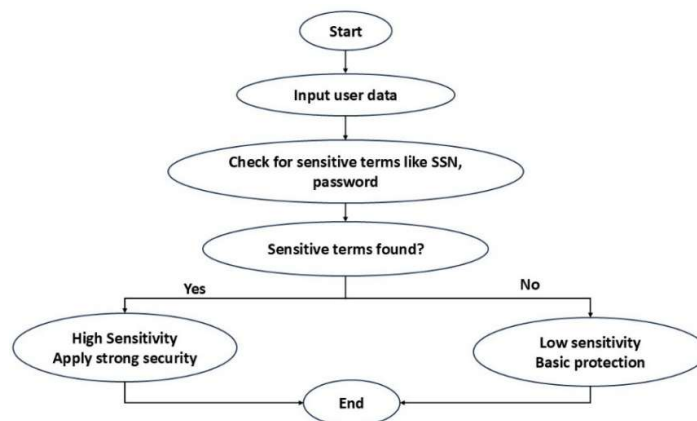 Start
Input user data
Check for sensitive terms like SSN,
password
Sensitive terms found?
Yes
No
High Sensitivity
Apply strong security
Low sensitivity
Basic protection
End